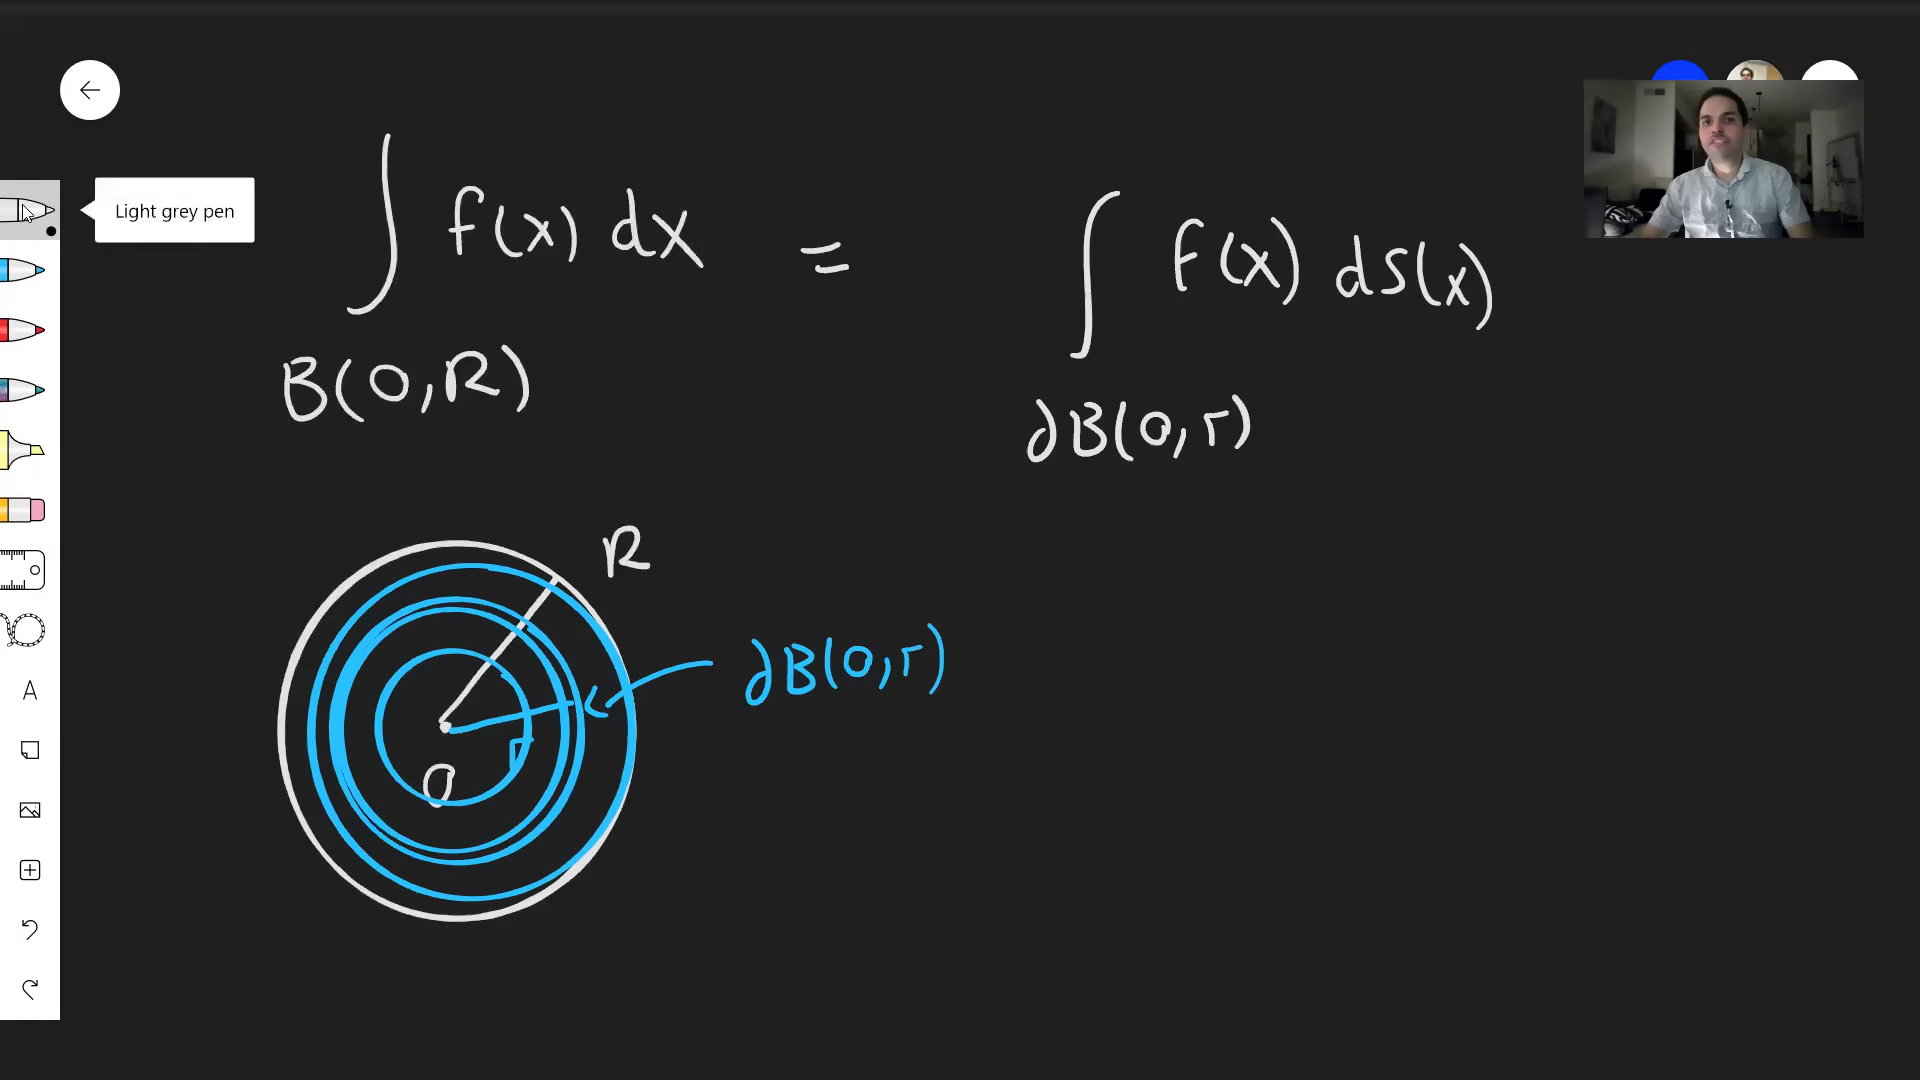 Light grey pen
∫ f(x) dx = ∫ f(x) dS(x)
B(0,R) ∂B(0,r)
R
∂B(0,r)
r
0
A